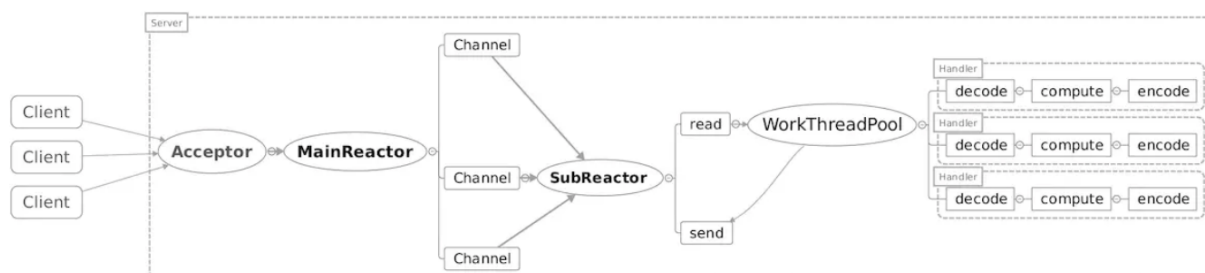 Server
Client
Client
Client
Acceptor
MainReactor
Channel
Channel
Channel
SubReactor
read
send
WorkThreadPool
Handler
decode compute encode
Handler
decode compute encode
Handler
decode compute encode